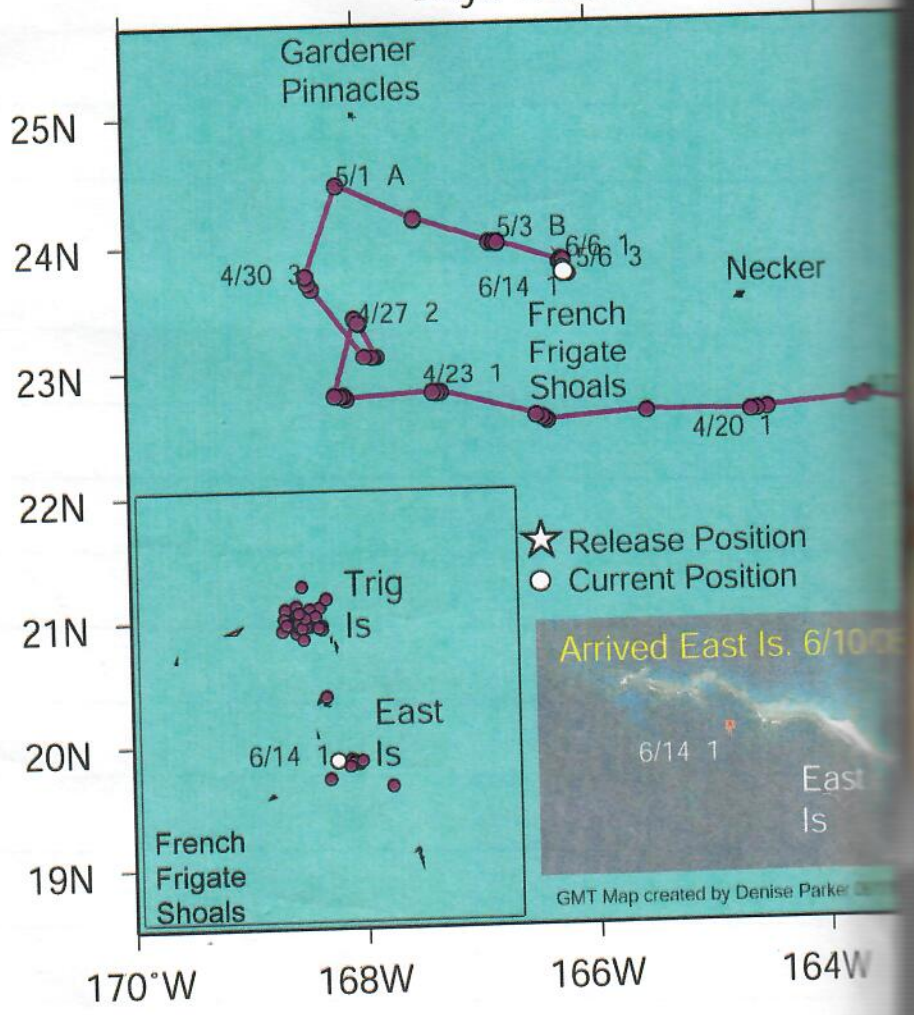 Gardener
Pinnacles
25N
5/1 A
5/3 B
24N
6/6 1
5/6 3
4/30 3
Necker
6/14 1
4/27 2
French
Frigate
Shoals
23N
4/23 1
4/20 1
22N
Release Position
Current Position
Trig
Is
21N
Arrived East Is. 6/10
East
Is
20N
6/14 1
6/14 1
East
Is
French
Frigate
Shoals
19N
GMT Map created by Denise Parker
170°W
168°W
166°W
164W